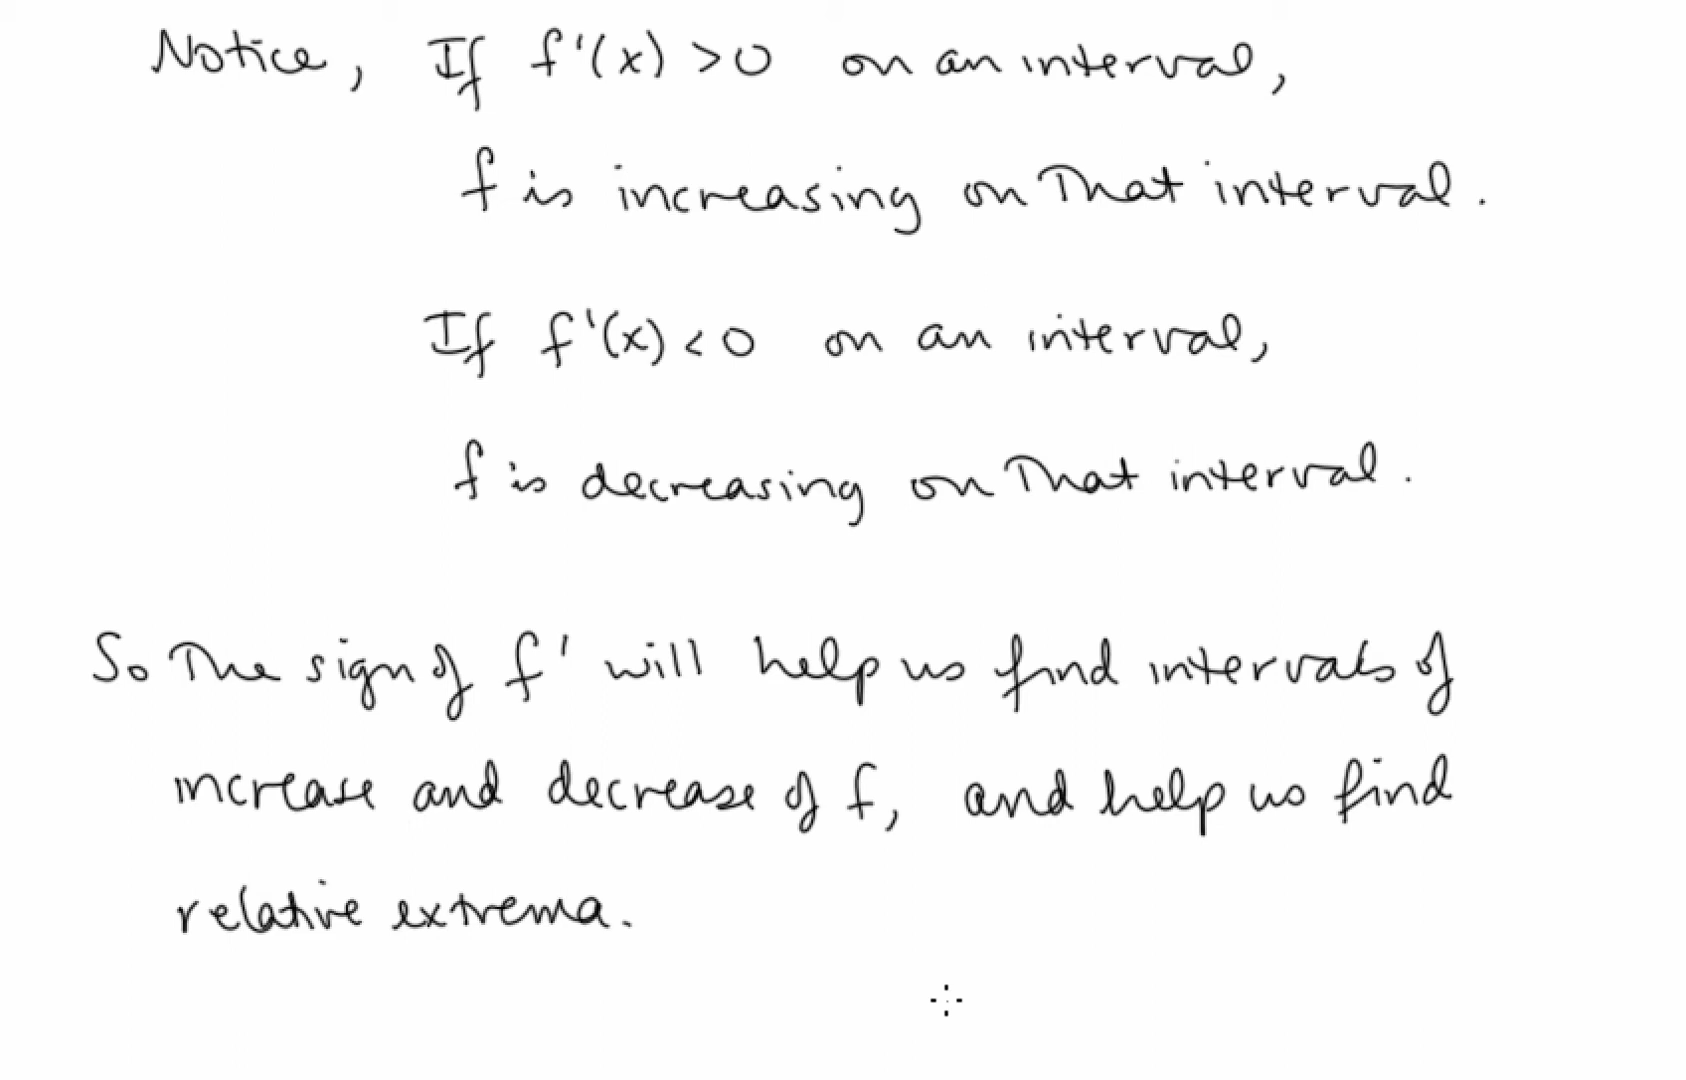 Notice, If f'(x) > 0 on an interval,
f is increasing on That interval.
If f'(x) < 0 on an interval,
f is decreasing on That interval.
So The sign of f' will help us find intervals of
increase and decrease of f, and help us find
relative extrema.